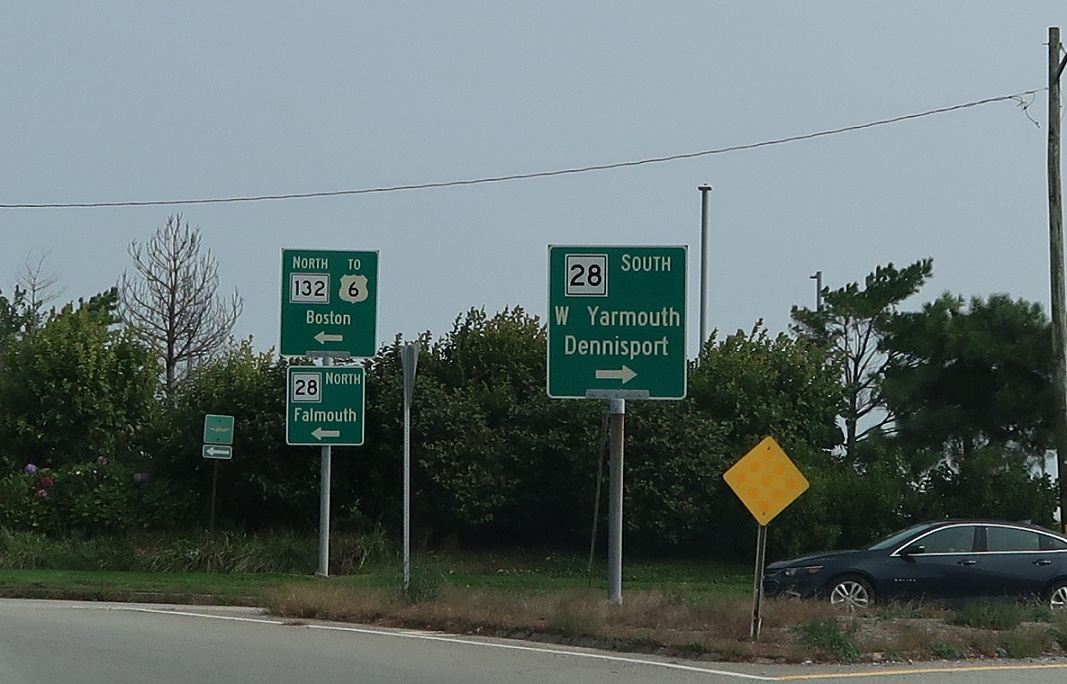 NORTH TO
132 6
Boston
28 NORTH
Falmouth
28 SOUTH
W Yarmouth
Dennisport